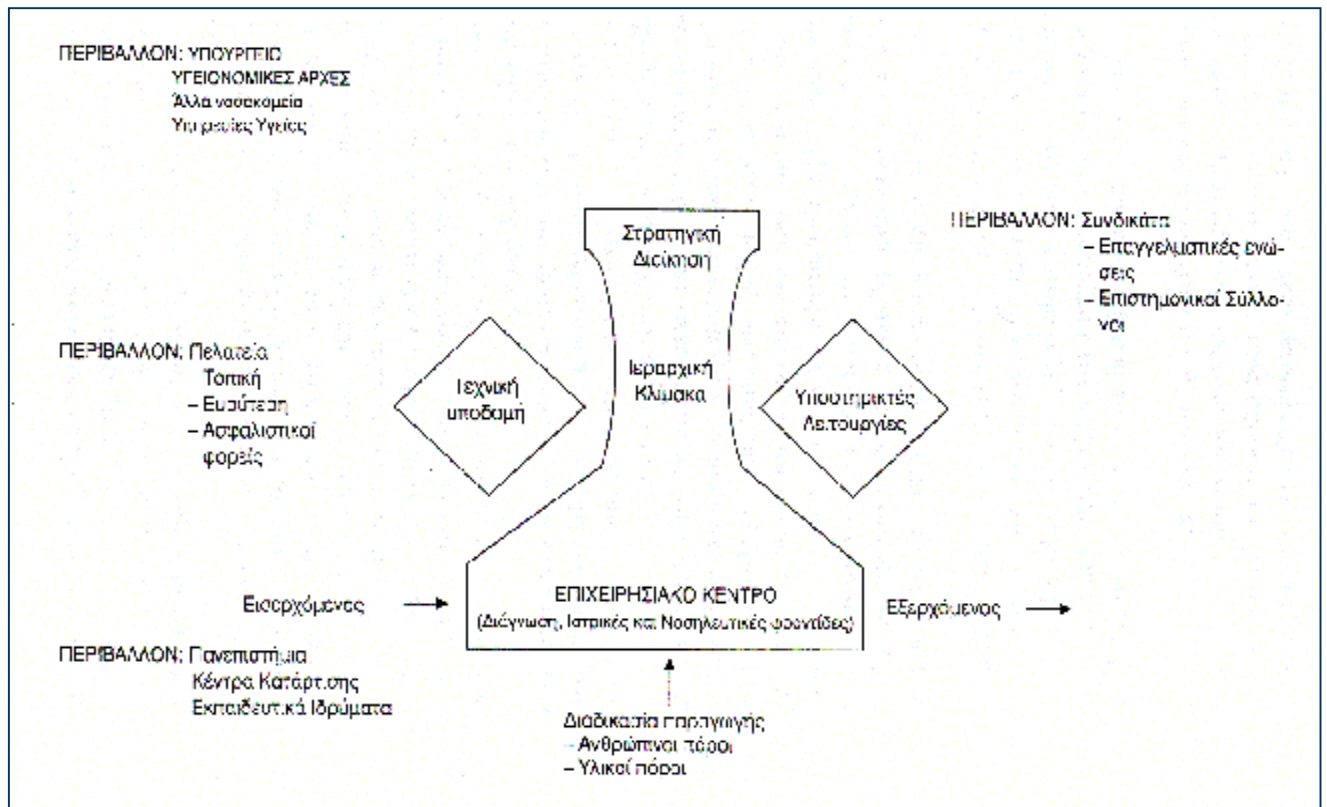 ΠΕΡΙΒΑΛΛΟΝ: ΥΠΟΥΡΓΕΙΟ
ΥΓΕΙΟΝΟΜΙΚΕΣ ΑΡΧΕΣ
Άλλα νοσοκομεία
Υπηρεσίες Υγείας
Στρατηγική
Διοίκηση
ΠΕΡΙΒΑΛΛΟΝ: Συνδικάτα
– Επαγγελματικές ενώ-
σεις
– Επιστημονικοί Σύλλο-
γοι
ΠΕΡΙΒΑΛΛΟΝ: Πελατεία
Τοπική
– Ευρύτερη
– Ασφαλιστικοί
φορείς
Τεχνική
υποδομή
Ιεραρχική
Κλίμακα
Υποστηρικτές
Λειτουργίες
Εισερχόμενος
ΕΠΙΧΕΙΡΗΣΙΑΚΟ ΚΕΝΤΡΟ
(Διάγνωση, Ιατρικές και Νοσηλευτικές φροντίδες)
Εξερχόμενος
ΠΕΡΙΒΑΛΛΟΝ: Πανεπιστήμια
Κέντρα Κατάρτισης
Εκπαιδευτικά Ιδρύματα
Διαδικασία παραγωγής
– Ανθρώπινοι πόροι
– Υλικοί πόροι